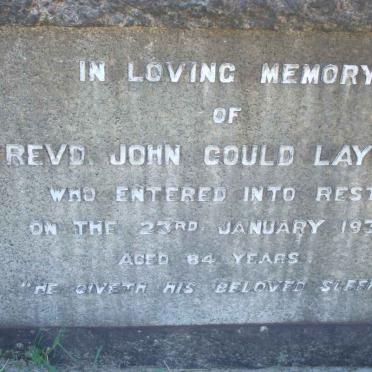 IN LOVING MEMORY
OF
REVD. JOHN GOULD LAY
WHO ENTERED INTO REST
ON THE 23RD. JANUARY 193
AGED 84 YEARS.
"HE GIVETH HIS BELOVED SLEEP